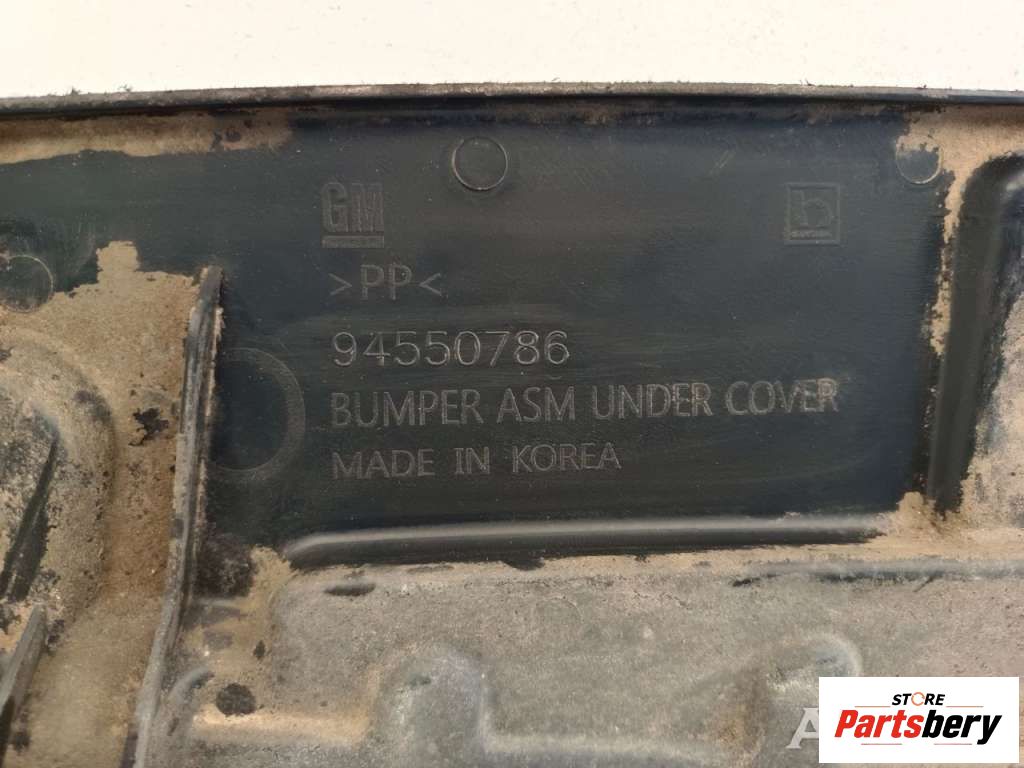 GM
>PP<
94550786
BUMPER ASM UNDER COVER
MADE IN KOREA
STORE
Partsbery